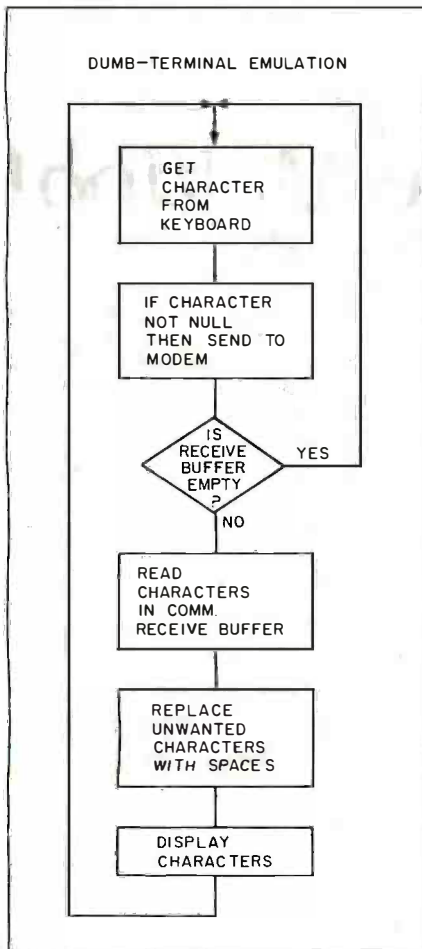 DUMB-TERMINAL EMULATION
GET
CHARACTER
FROM
KEYBOARD
IF CHARACTER
NOT NULL
THEN SEND TO
MODEM
IS
RECEIVE
BUFFER
EMPTY
?
YES
NO
READ
CHARACTERS
IN COMM.
RECEIVE BUFFER
REPLACE
UNWANTED
CHARACTERS
WITH SPACES
DISPLAY
CHARACTERS